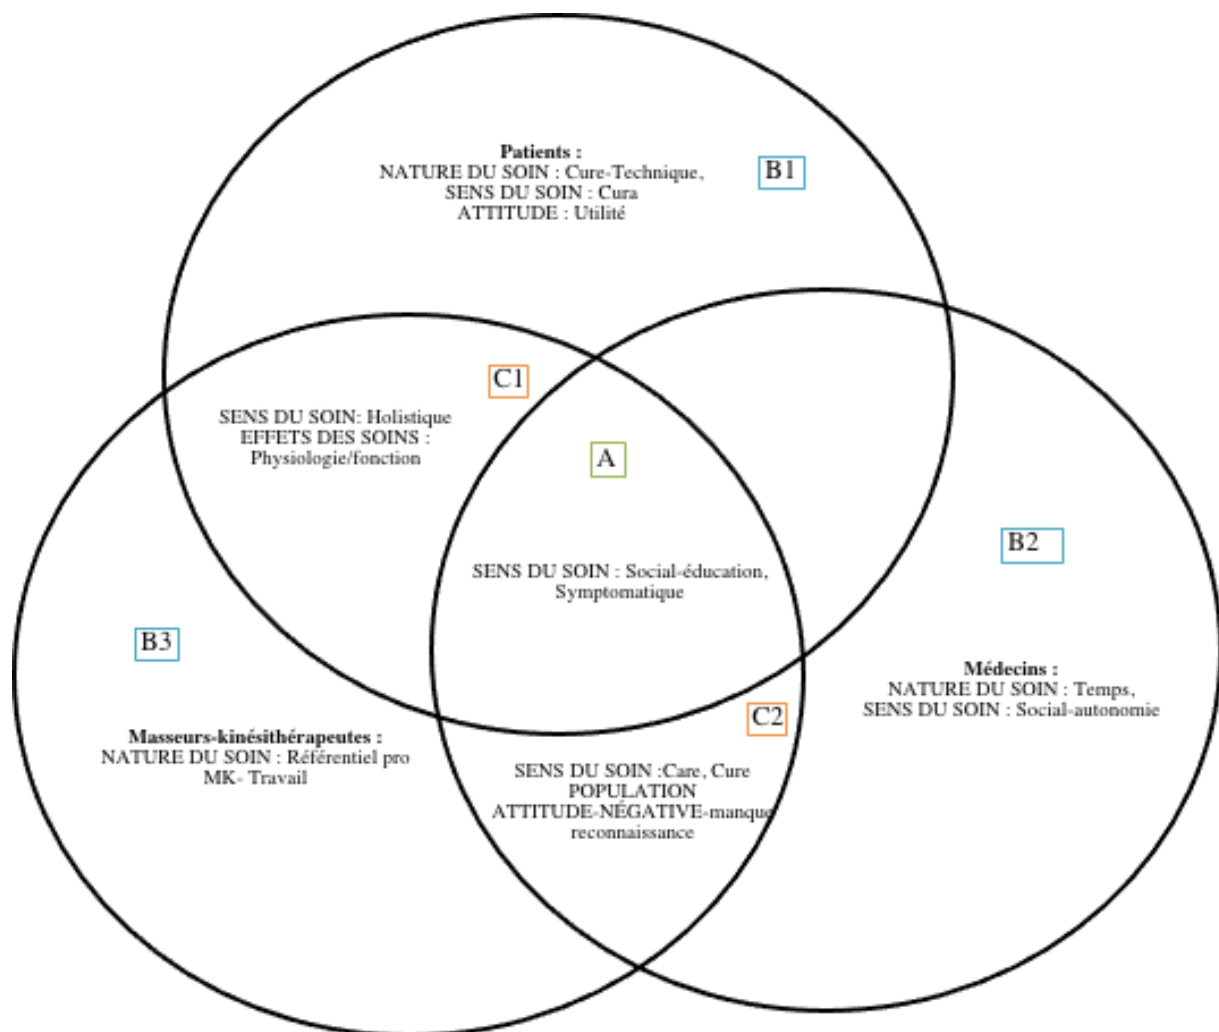 Patients :
NATURE DU SOIN : Cure-Technique,
SENS DU SOIN : Cura
ATTITUDE : Utilité
B1
C1
SENS DU SOIN: Holistique
EFFETS DES SOINS :
Physiologie/fonction
A
SENS DU SOIN : Social-éducation,
Symptomatique
B2
Médecins :
NATURE DU SOIN : Temps,
SENS DU SOIN : Social-autonomie
B3
Masseurs-kinésithérapeutes :
NATURE DU SOIN : Référentiel pro
MK- Travail
C2
SENS DU SOIN :Care, Cure
POPULATION
ATTITUDE-NÉGATIVE-manque
reconnaissance